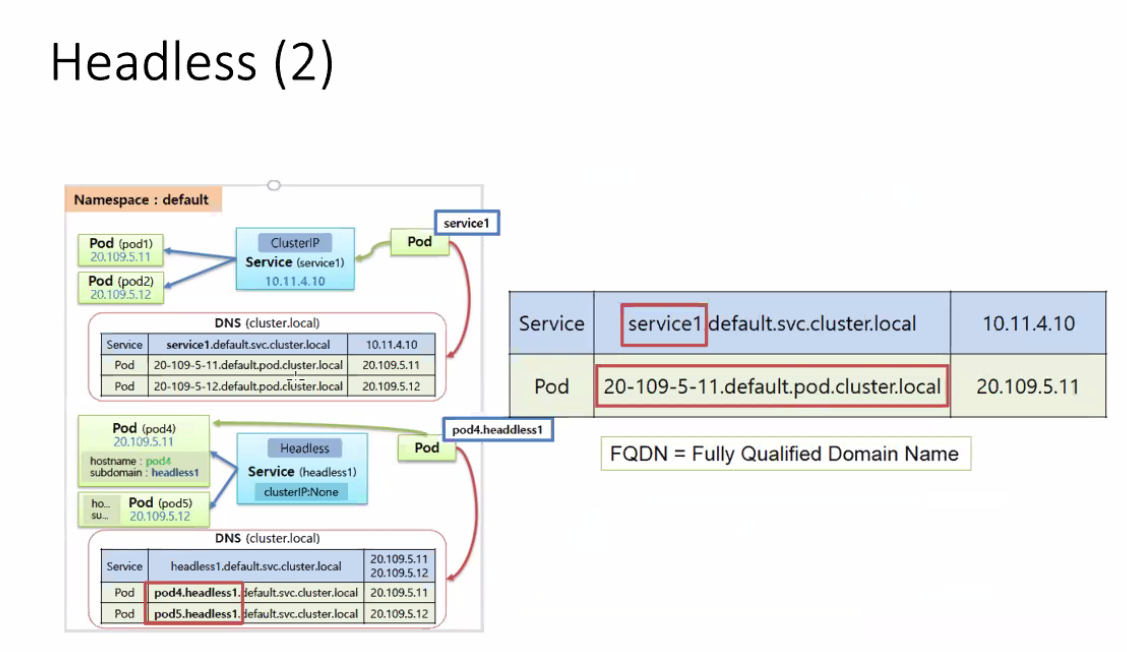 Headless (2)
Namespace : default
service1
Pod (pod1)
20.109.5.11
Pod (pod2)
20.109.5.12
ClusterIP
Service (service1)
10.11.4.10
Pod
DNS (cluster.local)
Service service1.default.svc.cluster.local 10.11.4.10
Pod 20-109-5-11.default.pod.cluster.local 20.109.5.11
Pod 20-109-5-12.default.pod.cluster.local 20.109.5.12
pod4.headdless1
Pod (pod4)
20.109.5.11
hostname : pod4
subdomain : headless1
Headless
Service (headless1)
clusterIP:None
Pod
ho... Pod (pod5)
su... 20.109.5.12
DNS (cluster.local)
Service headless1.default.svc.cluster.local 20.109.5.11
20.109.5.12
Pod pod4.headless1.default.svc.cluster.local 20.109.5.11
Pod pod5.headless1.default.svc.cluster.local 20.109.5.12
Service service1.default.svc.cluster.local 10.11.4.10
Pod 20-109-5-11.default.pod.cluster.local 20.109.5.11
FQDN = Fully Qualified Domain Name